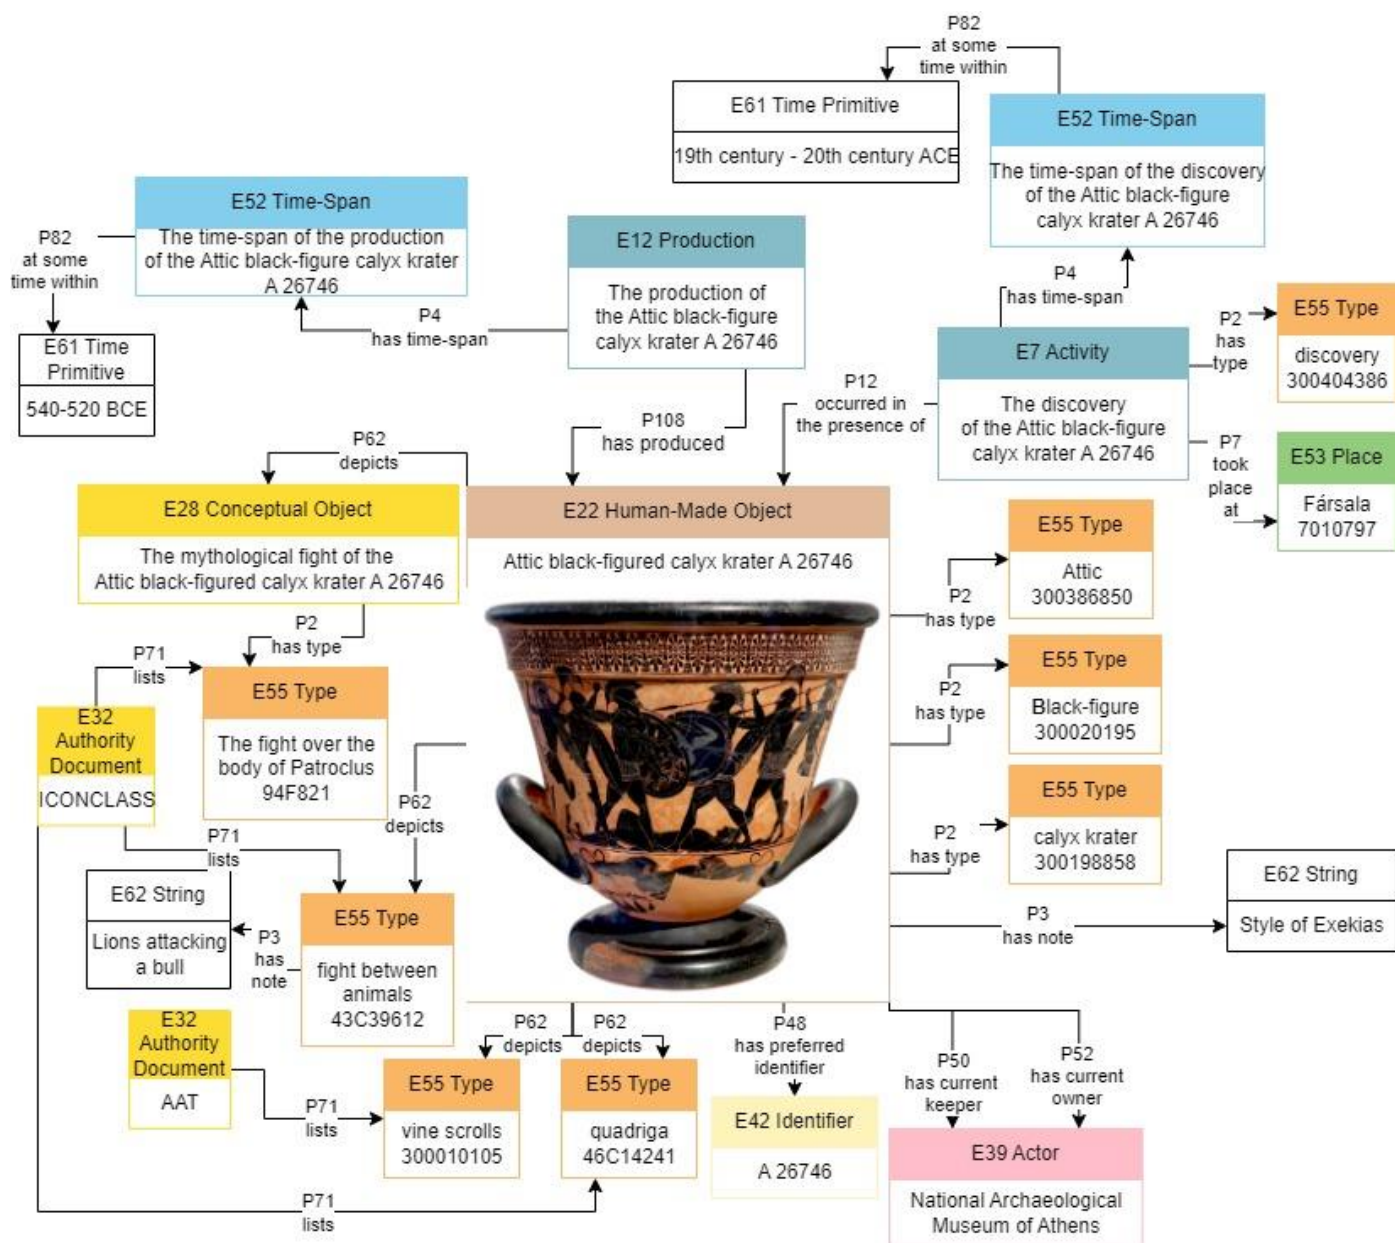 P82
at some
time within
E61 Time Primitive
19th century - 20th century ACE
E52 Time-Span
The time-span of the discovery
of the Attic black-figure
calyx krater A 26746
E52 Time-Span
The time-span of the production
of the Attic black-figure calyx krater
A 26746
P82
at some
time within
E61 Time
Primitive
540-520 BCE
P4
has time-span
E12 Production
The production of
the Attic black-figure
calyx krater A 26746
P4
has time-span
E7 Activity
The discovery
of the Attic black-figure
calyx krater A 26746
P2
has
type
E55 Type
discovery
300404386
P7
took
place
at
E53 Place
Fársala
7010797
P12
occurred in
the presence of
P108
has produced
P62
depicts
E28 Conceptual Object
The mythological fight of the
Attic black-figured calyx krater A 26746
E22 Human-Made Object
Attic black-figured calyx krater A 26746
P2
has type
E55 Type
Attic
300386850
P2
has type
E55 Type
Black-figure
300020195
P2
has type
E55 Type
calyx krater
300198858
P3
has note
E62 String
Style of Exekias
P2
has type
P71
lists
E55 Type
The fight over the
body of Patroclus
94F821
E32
Authority
Document
ICONCLASS
P62
depicts
P71
lists
E62 String
Lions attacking
a bull
P3
has
note
E55 Type
fight between
animals
43C39612
E32
Authority
Document
AAT
P71
lists
P62
depicts
P62
depicts
E55 Type
vine scrolls
300010105
E55 Type
quadriga
46C14241
P71
lists
P48
has preferred
identifier
E42 Identifier
A 26746
P50
has current
keeper
P52
has current
owner
E39 Actor
National Archaeological
Museum of Athens